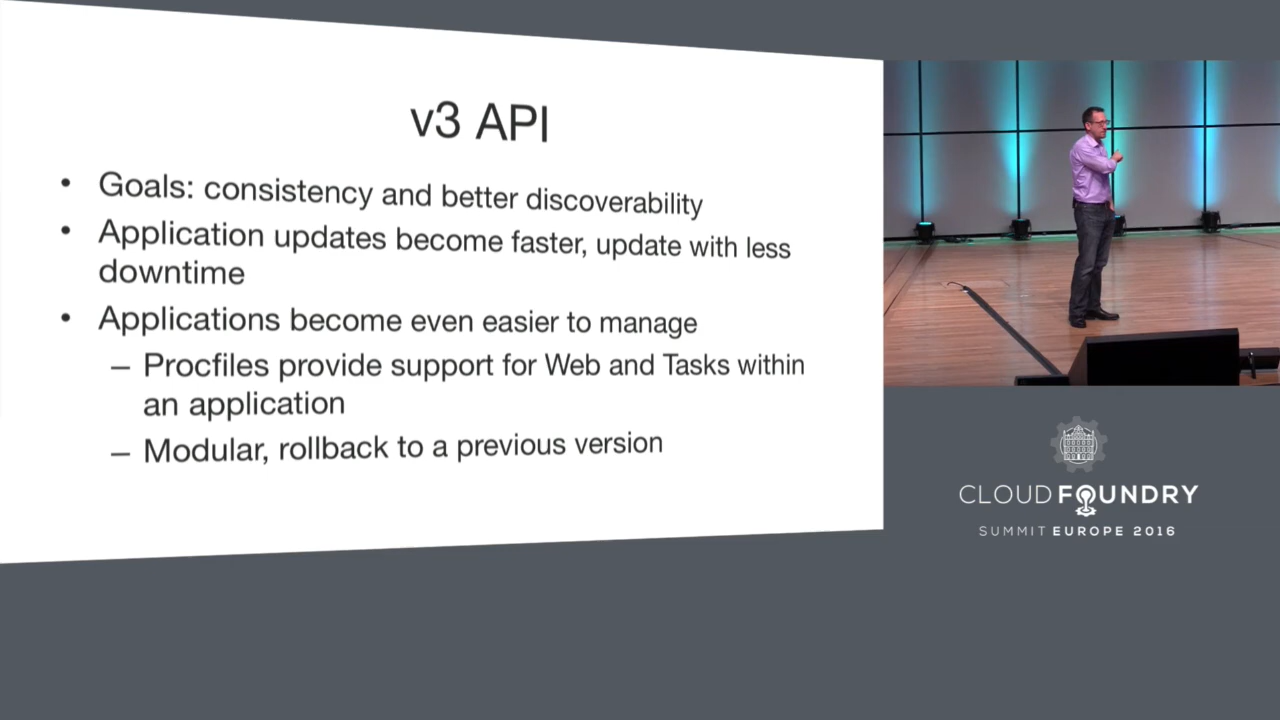 v3 API
• Goals: consistency and better discoverability
• Application updates become faster, update with less
downtime
• Applications become even easier to manage
– Procfiles provide support for Web and Tasks within
an application
– Modular, rollback to a previous version
CLOUD FOUNDRY
SUMMIT EUROPE 2016